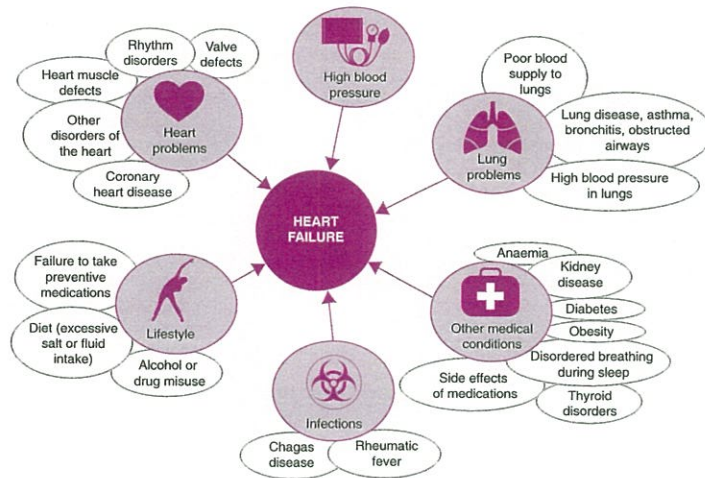 Rhythm
disorders
Valve
defects
Heart muscle
defects
Other
disorders of
the heart
Coronary
heart disease
Heart
problems
High blood
pressure
Poor blood
supply to
lungs
Lung disease, asthma,
bronchitis, obstructed
airways
High blood pressure
in lungs
Lung
problems
HEART
FAILURE
Failure to take
preventive
medications
Diet (excessive
salt or fluid
intake)
Alcohol or
drug misuse
Lifestyle
Infections
Chagas
disease
Rheumatic
fever
Anaemia
Kidney
disease
Diabetes
Obesity
Disordered breathing
during sleep
Thyroid
disorders
Side effects
of medications
Other medical
conditions